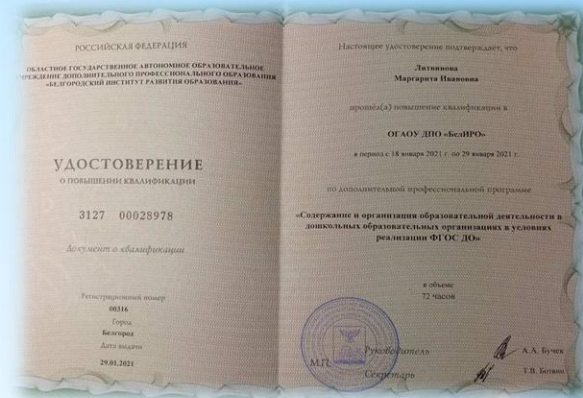 РОССИЙСКАЯ ФЕДЕРАЦИЯ
ОБЛАСТНОЕ ГОСУДАРСТВЕННОЕ АВТОНОМНОЕ ОБРАЗОВАТЕЛЬНОЕ
УЧРЕЖДЕНИЕ ДОПОЛНИТЕЛЬНОГО ПРОФЕССИОНАЛЬНОГО ОБРАЗОВАНИЯ
«БЕЛГОРОДСКИЙ ИНСТИТУТ РАЗВИТИЯ ОБРАЗОВАНИЯ»
УДОСТОВЕРЕНИЕ
О ПОВЫШЕНИИ КВАЛИФИКАЦИИ
3127 00028978
Документ о квалификации
Регистрационный номер
00316
Город
Белгород
Дата выдачи
29.01.2021
Настоящее удостоверение подтверждает, что
Литвинова
Маргарита Ивановна
прошёл(а) повышение квалификации в
ОГАОУ ДПО «БелИРО»
в период с 18 января 2021 г. по 29 января 2021 г.
по дополнительной профессиональной программе
«Содержание и организация образовательной деятельности в
дошкольных образовательных организациях в условиях
реализации ФГОС ДО»
в объеме
72 часов
М.П.
Руководитель
А.А. Бучек
Секретарь
Т.В.